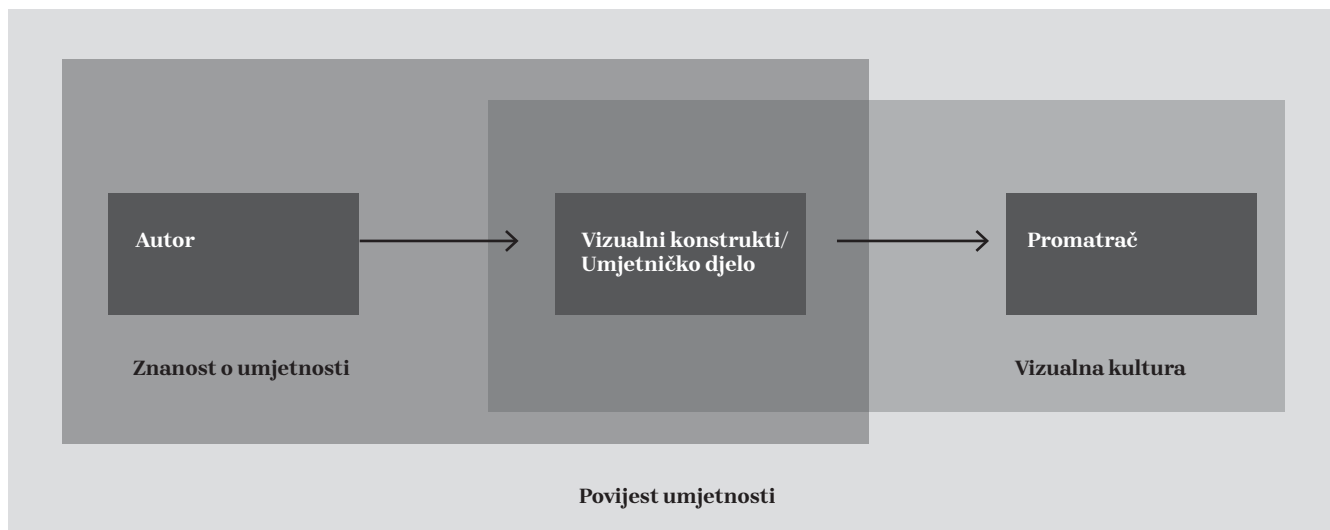 Autor
Vizualni konstrukti/
Umjetničko djelo
Promatrač
Znanost o umjetnosti
Vizualna kultura
Povijest umjetnosti